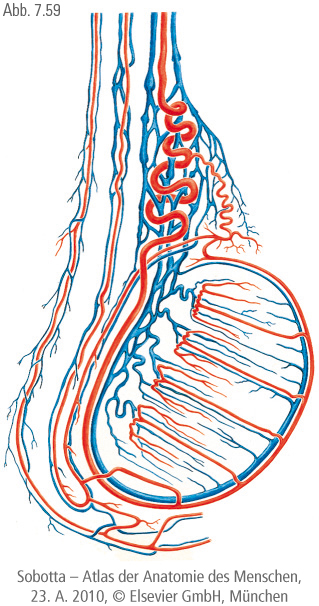 Abb. 7.59
Sobotta – Atlas der Anatomie des Menschen,
23. A. 2010, © Elsevier GmbH, München